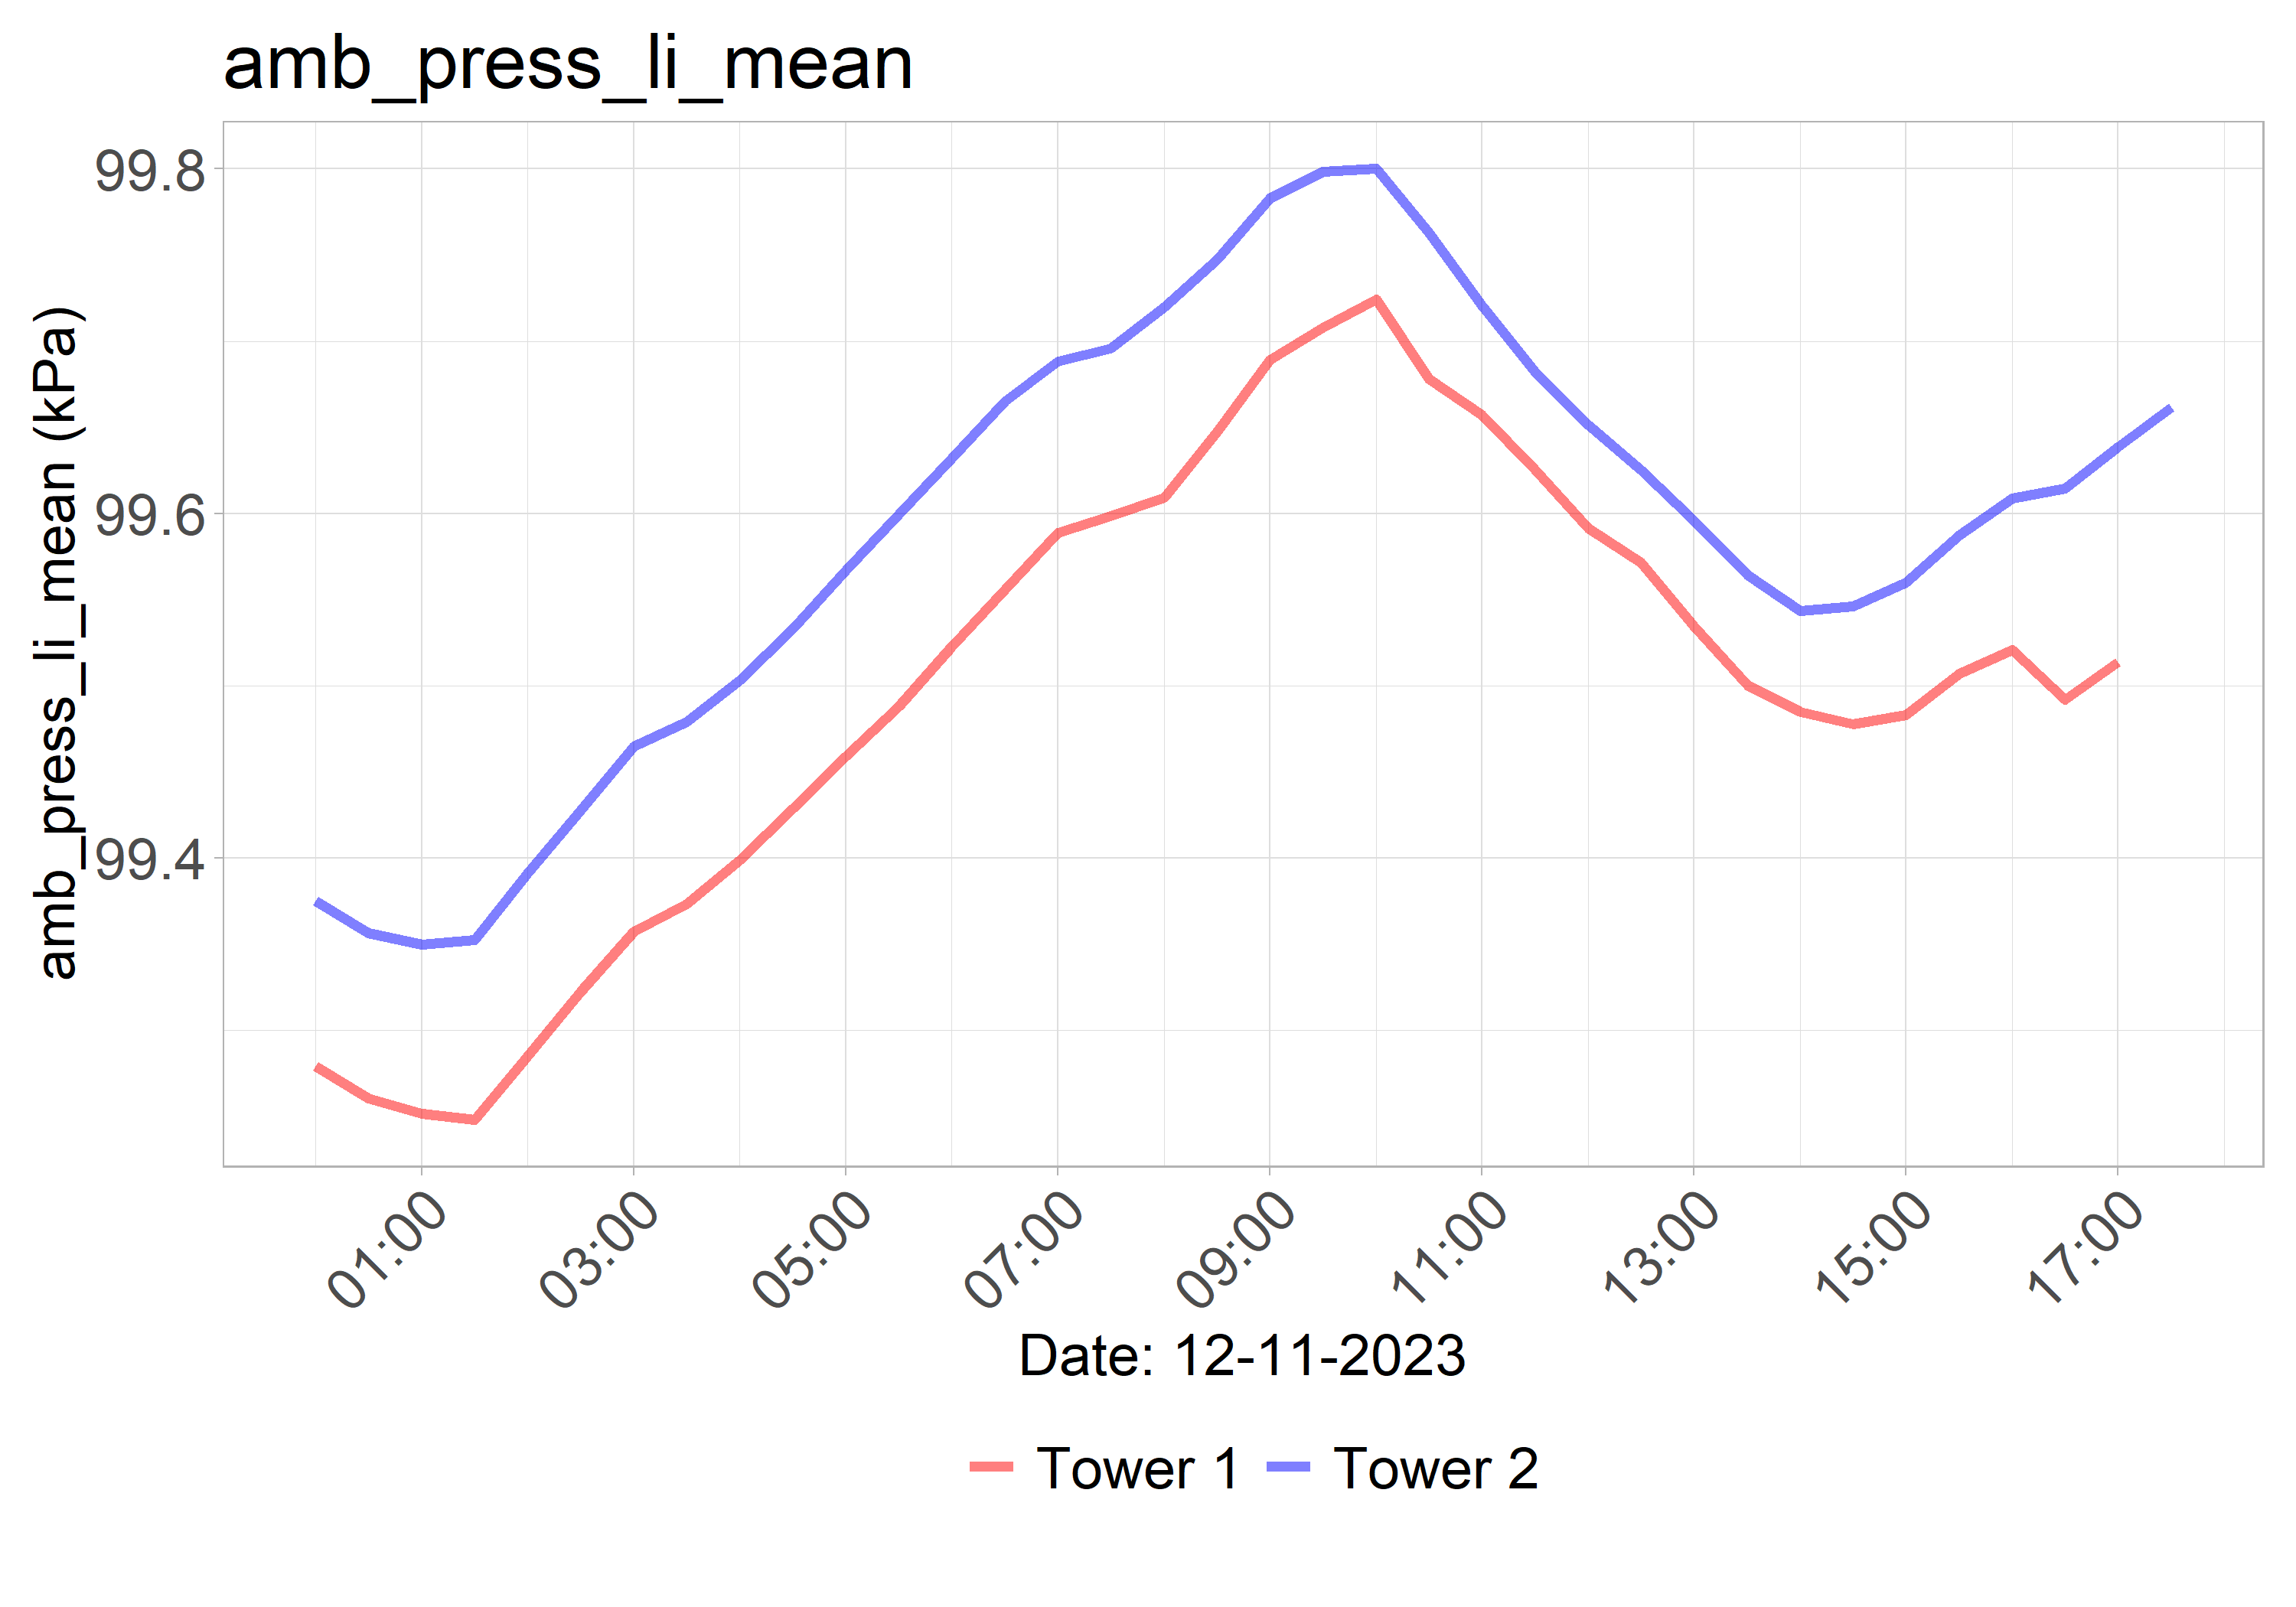 amb_press_li_mean
amb_press_li_mean (kPa)
99.8
99.6
99.4
01:00 03:00 05:00 07:00 09:00 11:00 13:00 15:00 17:00
Date: 12-11-2023
Tower 1 Tower 2